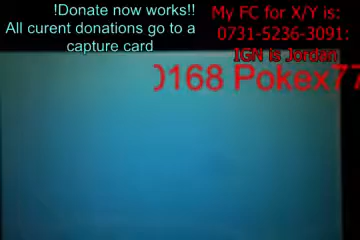 !Donate now works!!
All curent donations go to a
capture card
My FC for X/Y is:
0731-5236-3091:
IGN is Jordan
0168 Pokex77